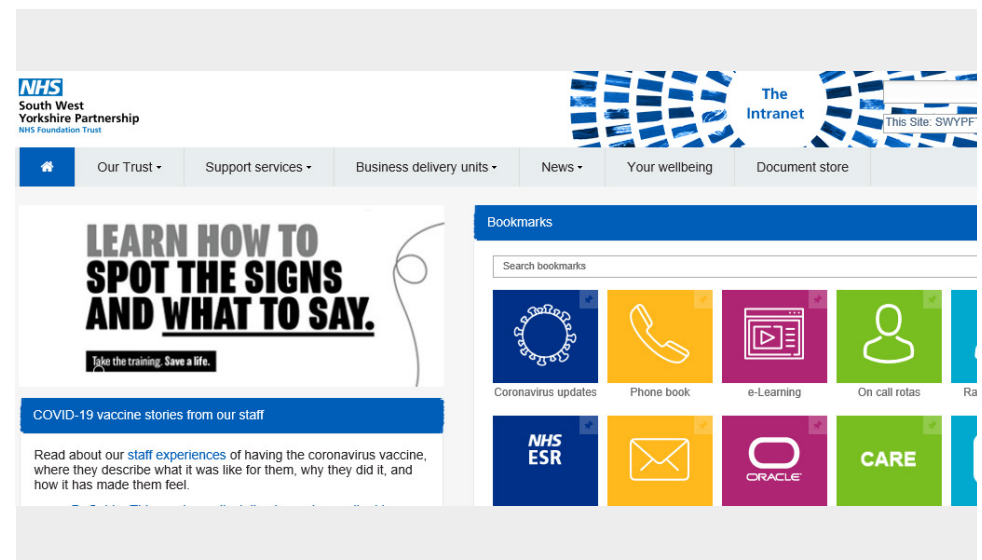 NHS
South West
Yorkshire Partnership
NHS Foundation Trust
The
Intranet
This Site: SWYPFT
Our Trust
Support services
Business delivery units
News
Your wellbeing
Document store
LEARN HOW TO
SPOT THE SIGNS
AND WHAT TO SAY.
Take the training. Save a life.
COVID-19 vaccine stories from our staff
Read about our staff experiences of having the coronavirus vaccine,
where they describe what it was like for them, why they did it, and
how it has made them feel.
Bookmarks
Search bookmarks
Coronavirus updates
Phone book
e-Learning
On call rotas
Ra
NHS
ESR
ORACLE
CARE